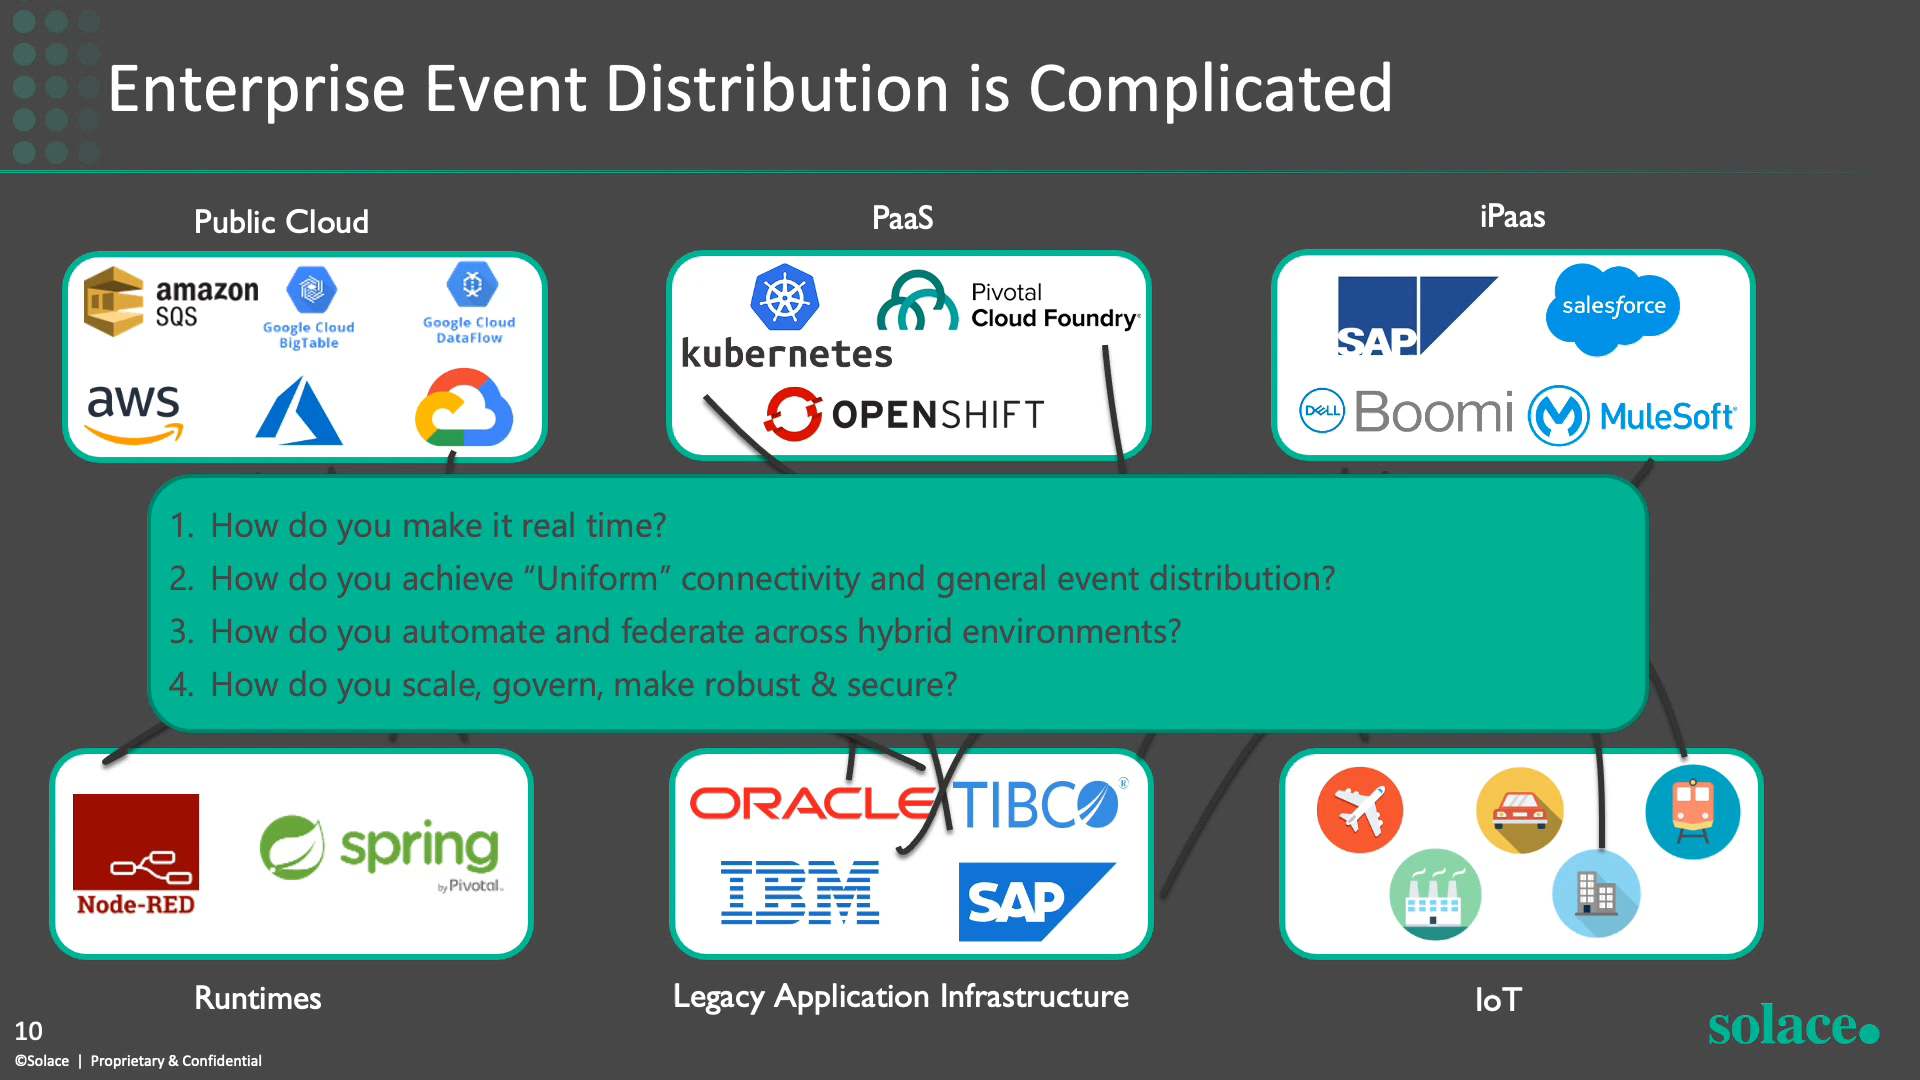 Enterprise Event Distribution is Complicated
Public Cloud
PaaS
iPaas
amazon
SQS
Google Cloud
BigTable
Google Cloud
DataFlow
aws
kubernetes
Pivotal
Cloud Foundry
OPENSHIFT
SAP
salesforce
DELL Boomi
MuleSoft
1. How do you make it real time?
2. How do you achieve “Uniform” connectivity and general event distribution?
3. How do you automate and federate across hybrid environments?
4. How do you scale, govern, make robust & secure?
Node-RED
spring
by Pivotal
ORACLE
TIBCO®
IBM
SAP
Runtimes
Legacy Application Infrastructure
IoT
10
©Solace | Proprietary & Confidential
solace.